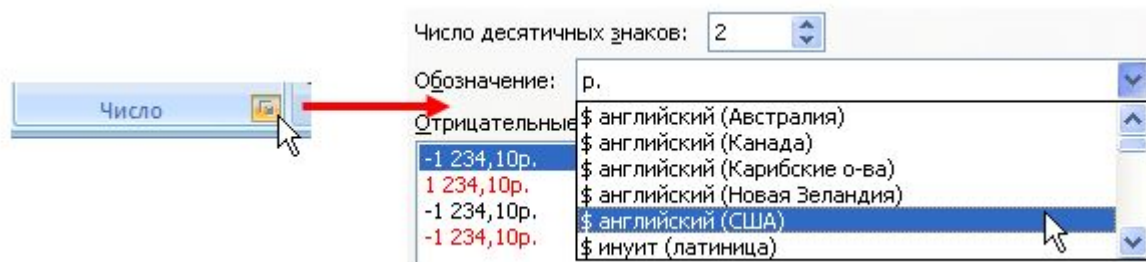 Число
Число десятичных знаков: 2
Обозначение: р.
Отрицательные
-1 234,10р.
1 234,10р.
-1 234,10р.
-1 234,10р.
$ английский (Австралия)
$ английский (Канада)
$ английский (Карибские о-ва)
$ английский (Новая Зеландия)
$ английский (США)
$ инуит (латиница)